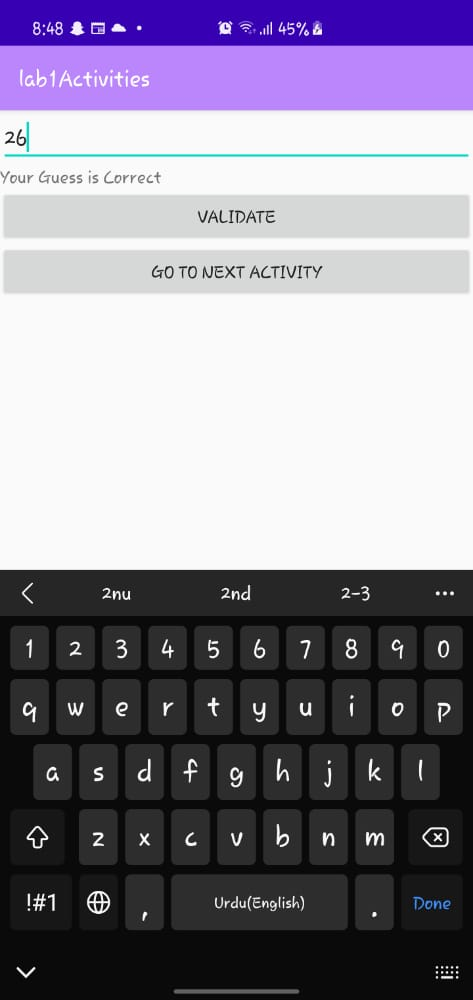 8:48 45%
lab1Activities
26
Your Guess is Correct
VALIDATE
GO TO NEXT ACTIVITY
2nu 2nd 2-3
1 2 3 4 5 6 7 8 9 0
q w e r t y u i o p
a s d f g h j k l
z x c v b n m
!#1 , Urdu(English) . Done